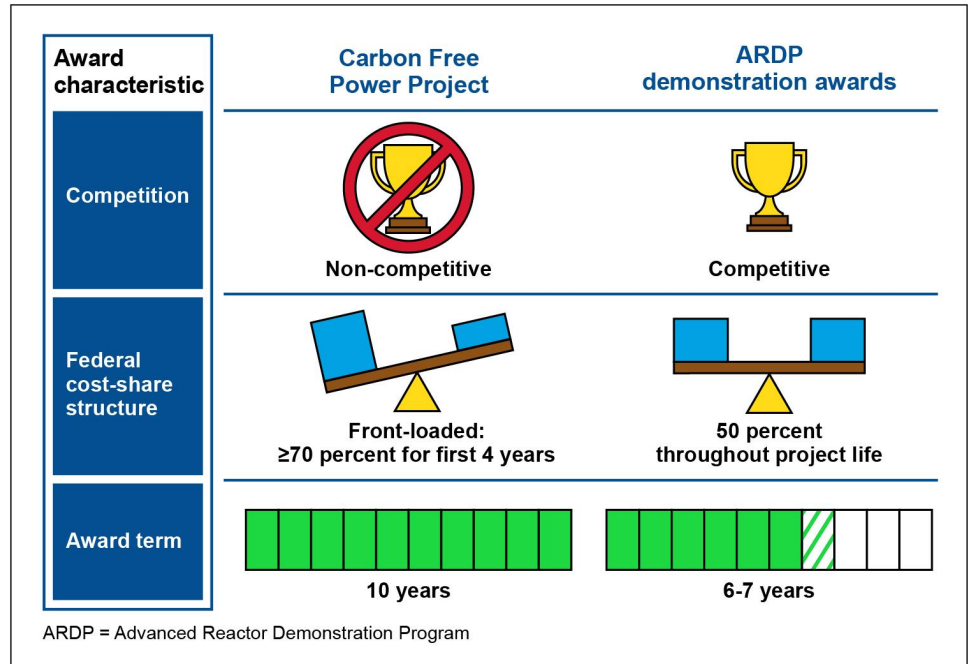 Award
characteristic
Carbon Free
Power Project
ARDP
demonstration awards
Competition
Non-competitive
Competitive
Federal
cost-share
structure
Front-loaded:
≥70 percent for first 4 years
50 percent
throughout project life
Award term
10 years
6-7 years
ARDP = Advanced Reactor Demonstration Program